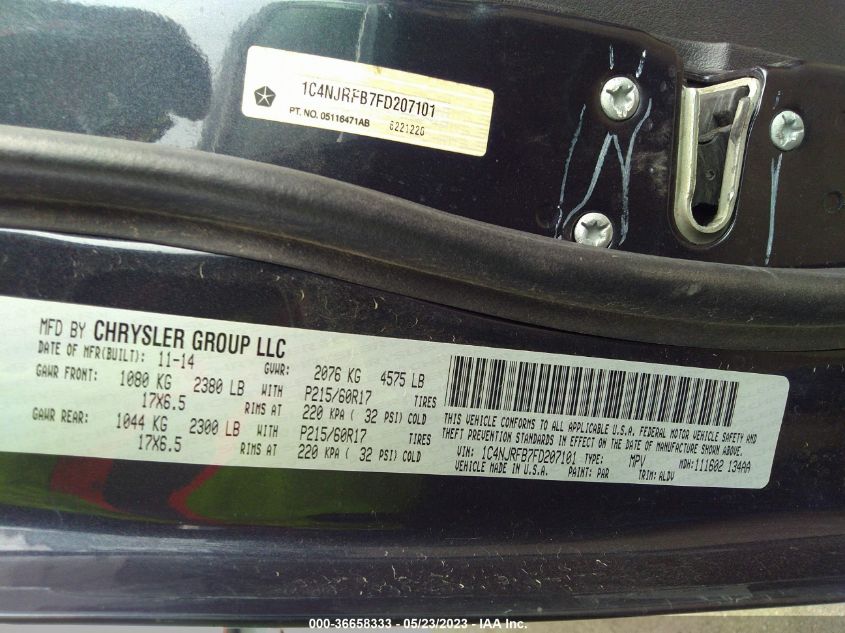 1C4NJRFB7FD207101
PT. NO. 05116471AB 6221220
MFD BY CHRYSLER GROUP LLC
DATE OF MFR(BUILT): 11-14 GVWR: 2076 KG 4575 LB
GAWR FRONT: 1080 KG 2380 LB WITH P215/60R17 TIRES
17X6.5 RIMS AT 220 KPA ( 32 PSI) COLD
GAWR REAR: 1044 KG 2300 LB WITH P215/60R17 TIRES
17X6.5 RIMS AT 220 KPA ( 32 PSI) COLD
THIS VEHICLE CONFORMS TO ALL APPLICABLE U.S. FEDERAL MOTOR VEHICLE SAFETY AND
THEFT PREVENTION STANDARDS IN EFFECT ON THE DATE OF MANUFACTURE SHOWN ABOVE.
VIN: 1C4NJRFB7FD207101 TYPE: MPV MDH: 111602 134AA
VEHICLE MADE IN U.S.A. PAINT: PAR TRIM: ALDV
000-36658333 - 05/23/2023 - IAA Inc.